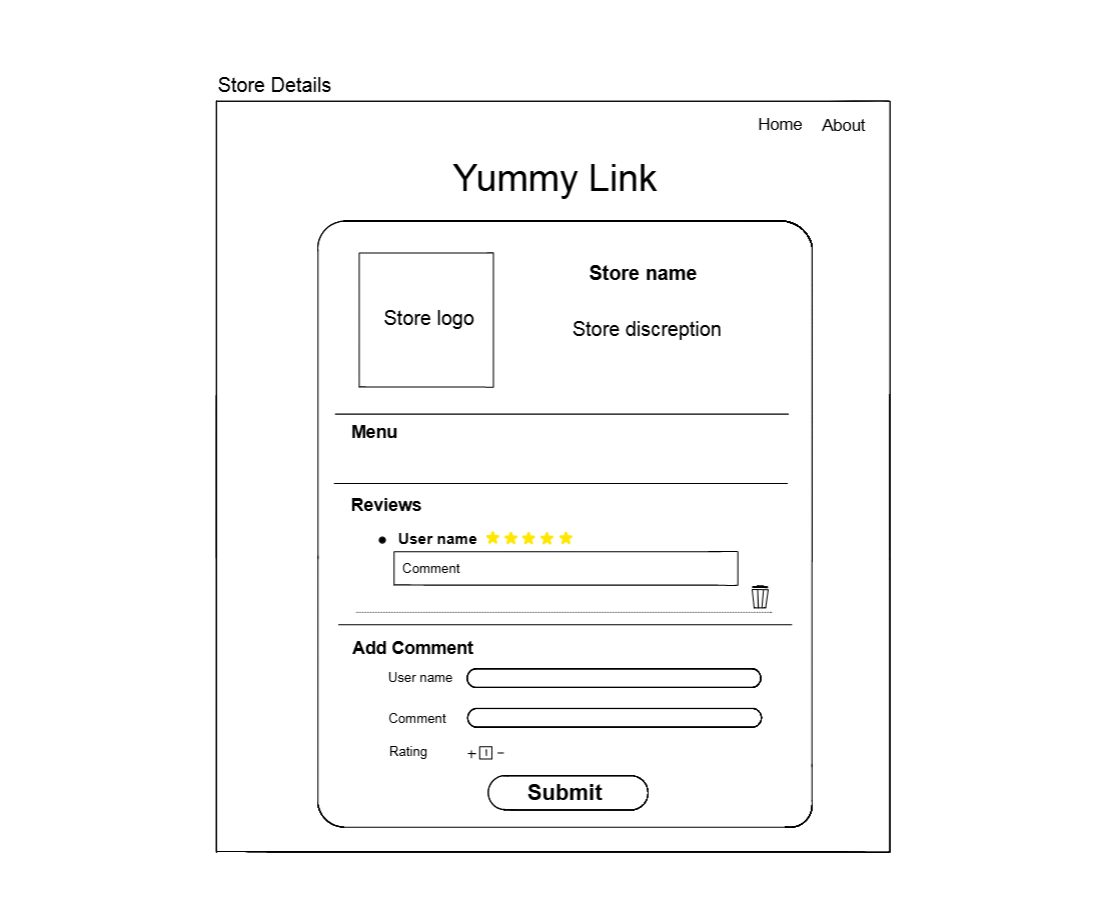 Store Details
Home About
Yummy Link
Store logo
Store name
Store discreption
Menu
Reviews
User name
Comment
Add Comment
User name
Comment
Rating + 1 −
Submit